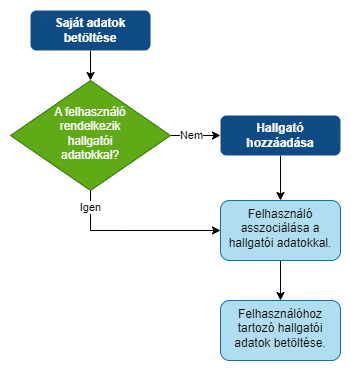 Saját adatok
betöltése
A felhasználó
rendelkezik
hallgatói
adatokkal?
Nem
Hallgató
hozzáadása
Igen
Felhasználó
asszociálása a
hallgatói adatokkal.
Felhasználóhoz
tartozó hallgatói
adatok betöltése.